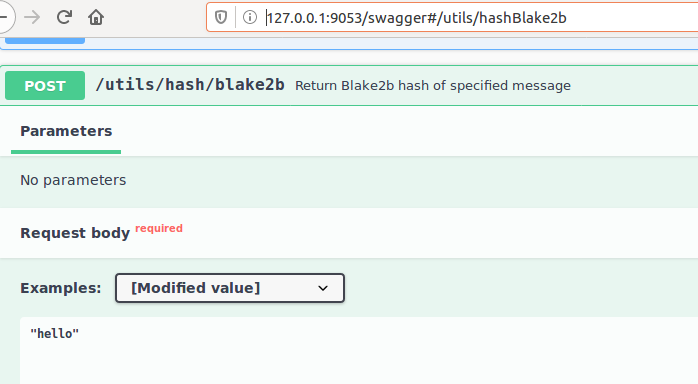 127.0.0.1:9053/swagger#/utils/hashBlake2b
POST /utils/hash/blake2b Return Blake2b hash of specified message
Parameters
No parameters
Request body required
Examples: [Modified value]
"hello"